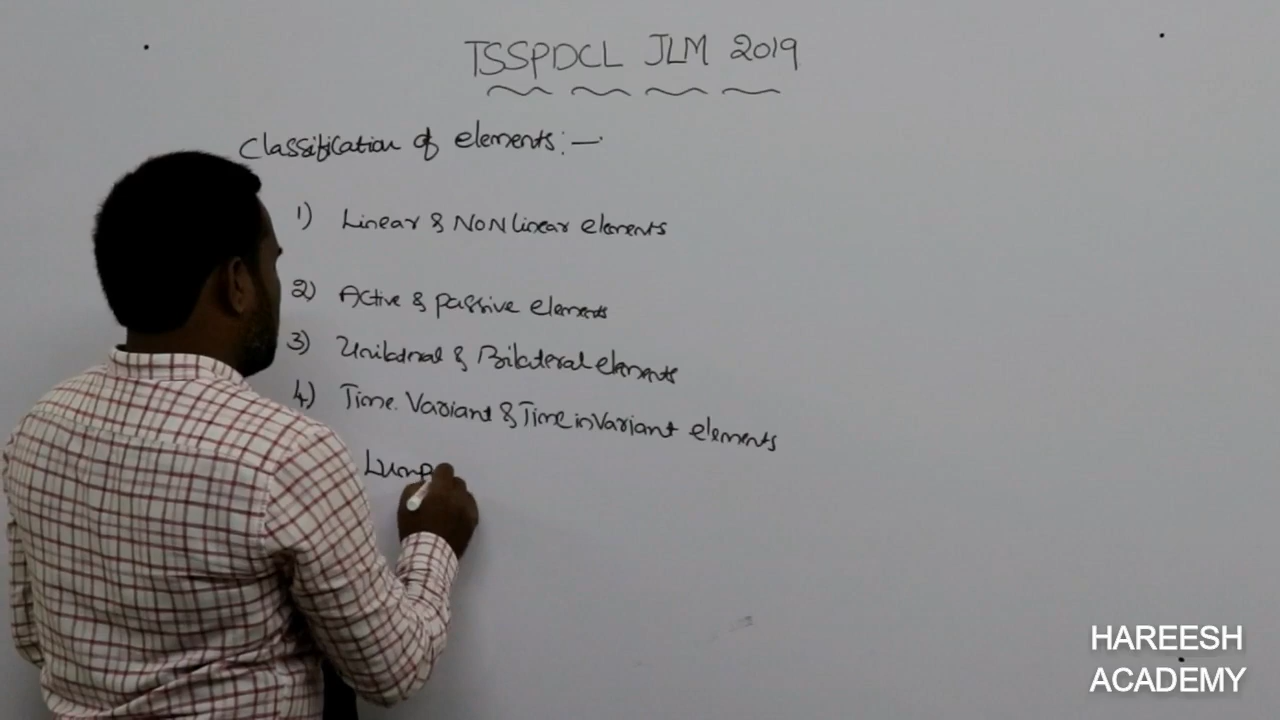 TSSPDCL JLM 2019
Classification of elements:-
1) Linear & NoN linear elements
2) Active & passive elements
3) Unilateral & Bilateral elements
4) Time Variant & Time inVariant elements
Lump
HAREESH
ACADEMY